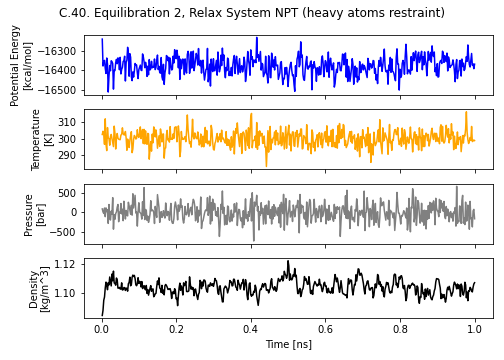 C.40. Equilibration 2, Relax System NPT (heavy atoms restraint)
Potential Energy
[kcal/mol]
−16300
−16400
−16500
Temperature
[K]
310
300
290
Pressure
[bar]
500
0
−500
Density
[kg/m^3]
1.12
1.10
0.0 0.2 0.4 0.6 0.8 1.0
Time [ns]